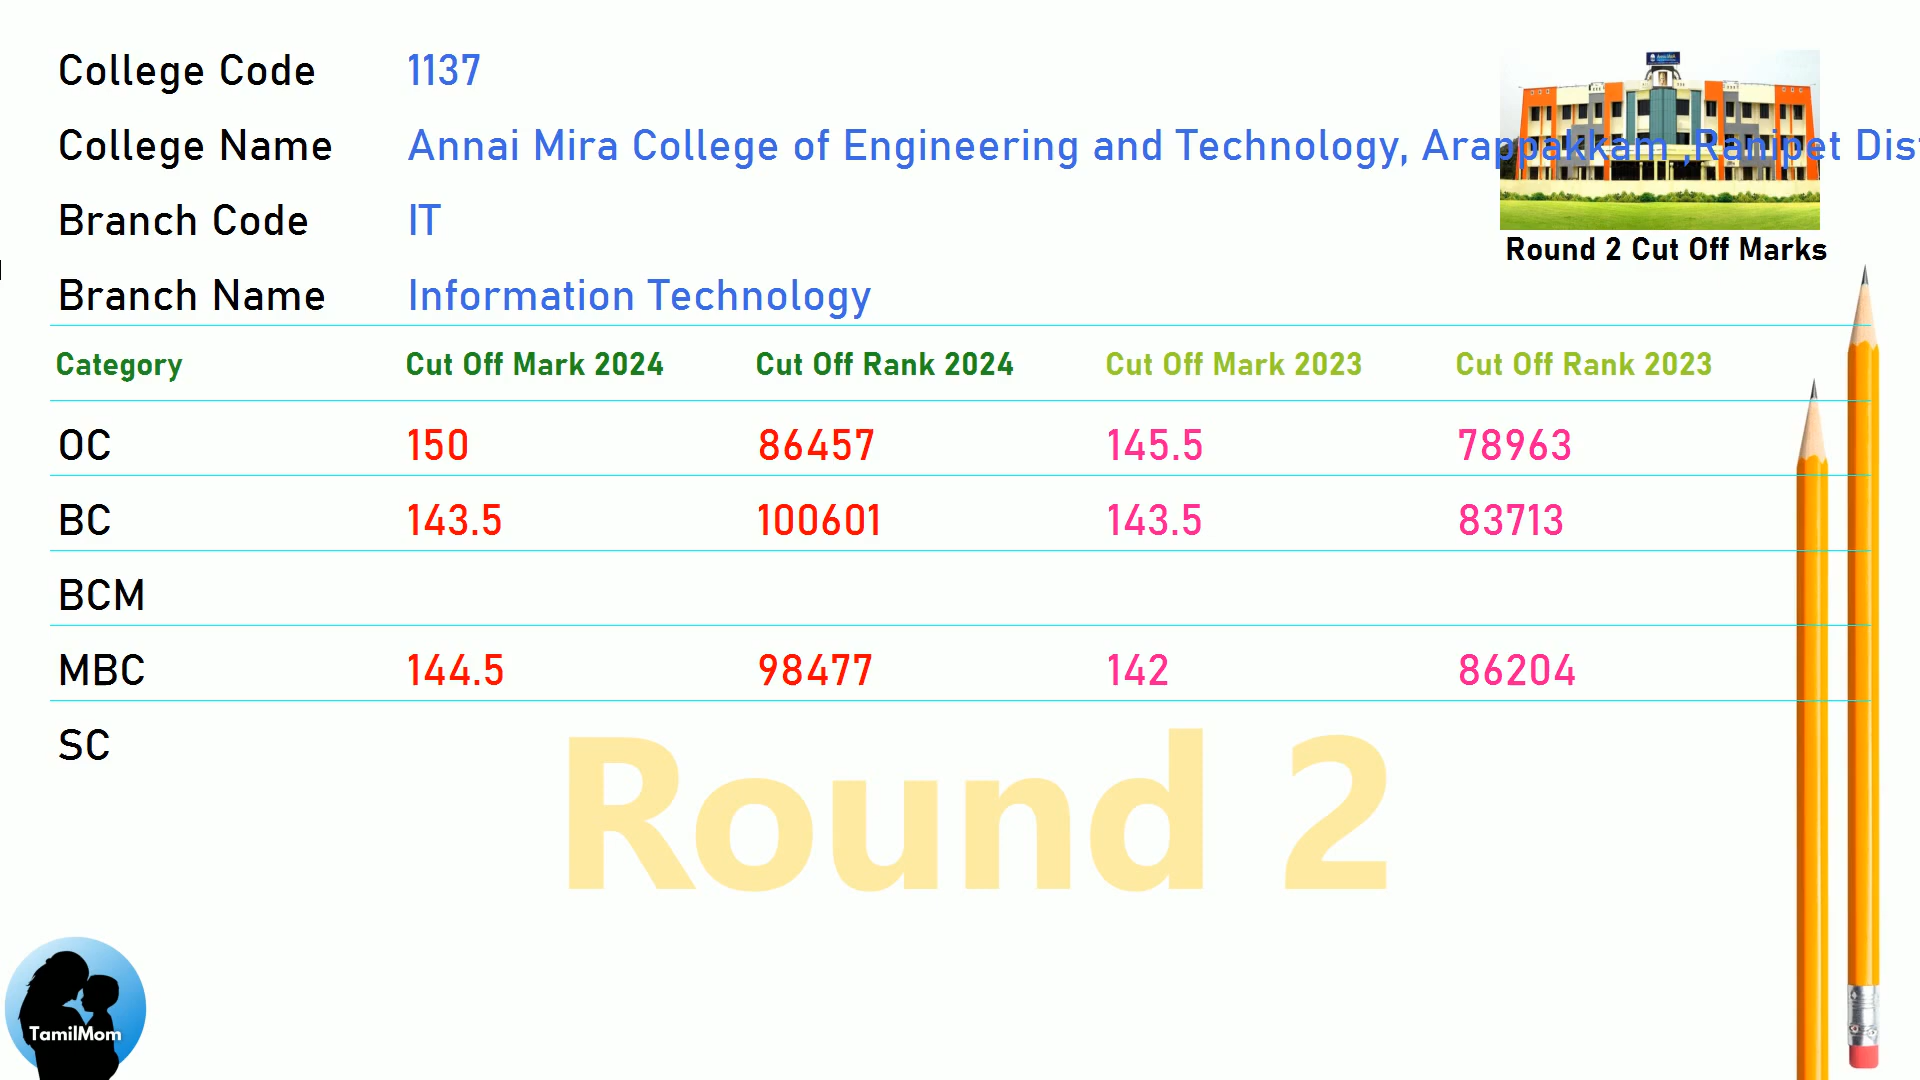 College Code 1137
College Name Annai Mira College of Engineering and Technology, Arappakkam ,Ranipet Dis
Branch Code IT
Round 2 Cut Off Marks
Branch Name Information Technology
Category Cut Off Mark 2024 Cut Off Rank 2024 Cut Off Mark 2023 Cut Off Rank 2023
OC 150 86457 145.5 78963
BC 143.5 100601 143.5 83713
BCM
MBC 144.5 98477 142 86204
SC
Round 2
TamilMom